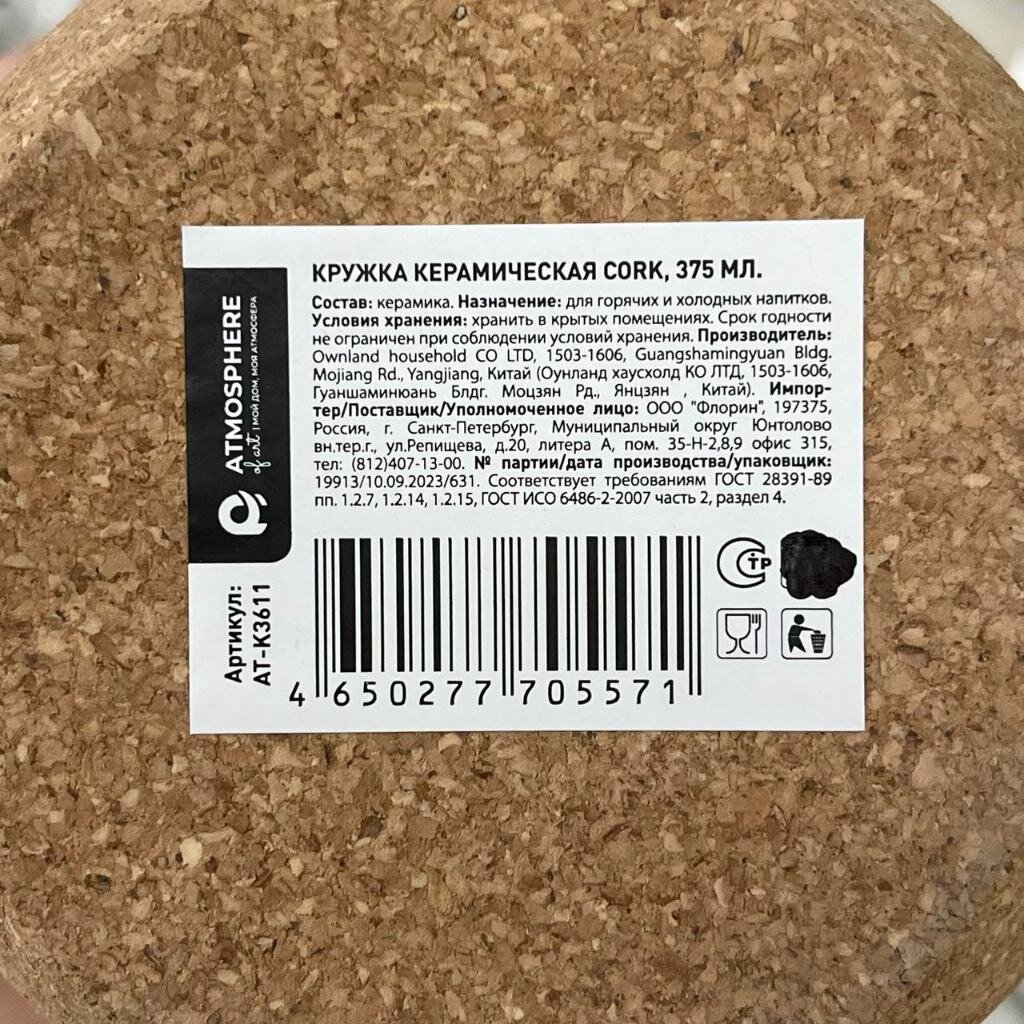 КРУЖКА КЕРАМИЧЕСКАЯ CORK, 375 МЛ.
Состав: керамика. Назначение: для горячих и холодных напитков.
Условия хранения: хранить в крытых помещениях. Срок годности
не ограничен при соблюдении условий хранения. Производитель:
Ownland household CO LTD, 1503-1606, Guangshamingyuan Bldg.
Mojiang Rd., Yangjiang, Китай (Оунланд хаусхолд КО ЛТД, 1503-1606,
Гуаншаминюань Блдг. Моцзян Рд., Янцзян , Китай). Импор-
тер/Поставщик/Уполномоченное лицо: ООО "Флорин", 197375,
Россия, г. Санкт-Петербург, Муниципальный округ Юнтолово
вн.тер.г., ул.Репищева, д.20, литера А, пом. 35-Н-2,8,9 офис 315,
тел: (812)407-13-00. № партии/дата производства/упаковщик:
19913/10.09.2023/631. Соответствует требованиям ГОСТ 28391-89
пп. 1.2.7, 1.2.14, 1.2.15, ГОСТ ИСО 6486-2-2007 часть 2, раздел 4.
ATMOSPHERE
of art | МОЙ ДОМ, МОЯ АТМОСФЕРА
Артикул:
AT-K3611
4 650277 705571
СТР